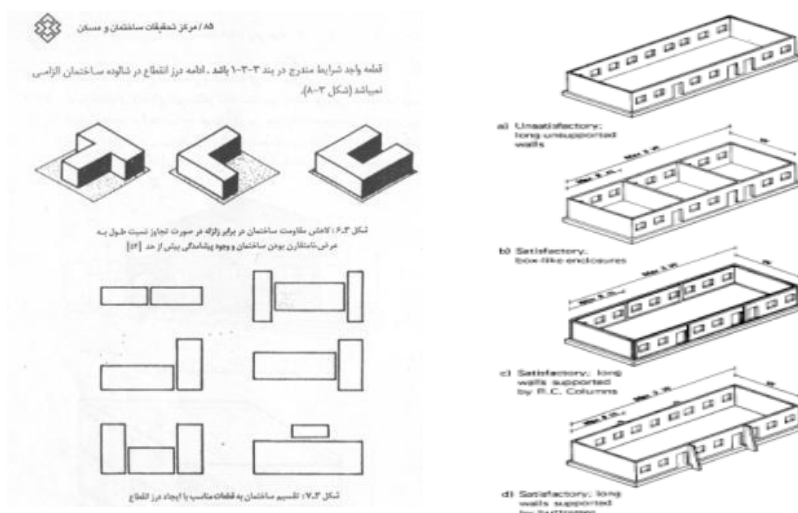 ۸۵ / مرکز تحقیقات ساختمان و مسکن
قطعه واجد شرایط مندرج در بند ۳-۳-۱ باشد . ادامه درز انقطاع در شالوده ساختمان الزامی
نمیباشد (شکل ۳-۸).
شکل ۳ـ۶ : کاهش مقاومت ساختمان در برابر زلزله در صورت تجاوز نسبت طول به
عرض،نامتقارن بودن ساختمان و وجود پیشامدگی بیش از حد [۵۴]
شکل ۳ـ۷ : تقسیم ساختمان به قطعات مناسب با ایجاد درز انقطاع
a) Unsatisfactory;
long unsupported
walls
b) Satisfactory;
box-like enclosures
c) Satisfactory; long
walls supported
by R.C. Columns
d) Satisfactory; long
walls supported